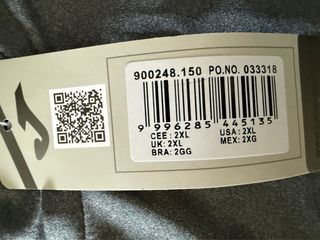 900248.150 PO.NO. 033318
9 996285 445135
CEE: 2XL USA: 2XL
UK: 2XL MEX: 2XG
BRA: 2GG